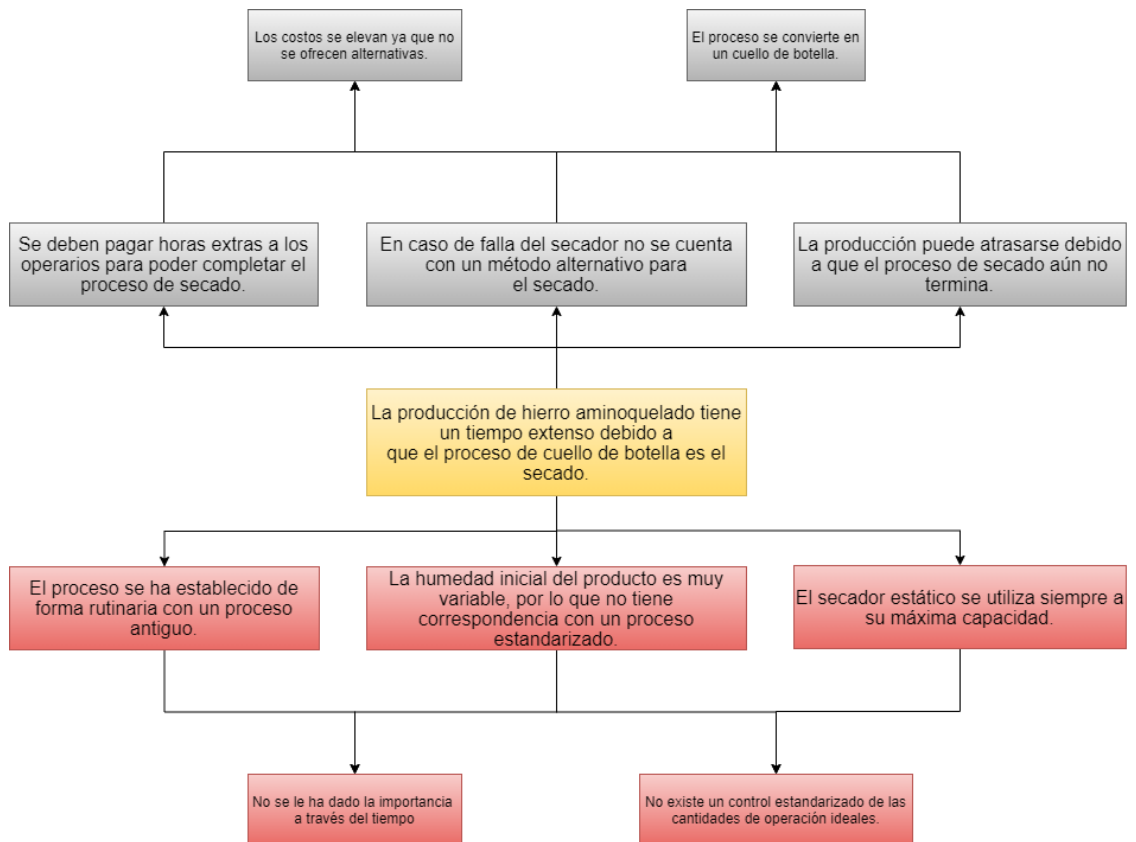 Los costos se elevan ya que no
se ofrecen alternativas.
El proceso se convierte en
un cuello de botella.
Se deben pagar horas extras a los
operarios para poder completar el
proceso de secado.
En caso de falla del secador no se cuenta
con un método alternativo para
el secado.
La producción puede atrasarse debido
a que el proceso de secado aún no
termina.
La producción de hierro aminoquelado tiene
un tiempo extenso debido a
que el proceso de cuello de botella es el
secado.
El proceso se ha establecido de
forma rutinaria con un proceso
antiguo.
La humedad inicial del producto es muy
variable, por lo que no tiene
correspondencia con un proceso
estandarizado.
El secador estático se utiliza siempre a
su máxima capacidad.
No se le ha dado la importancia
a través del tiempo
No existe un control estandarizado de las
cantidades de operación ideales.